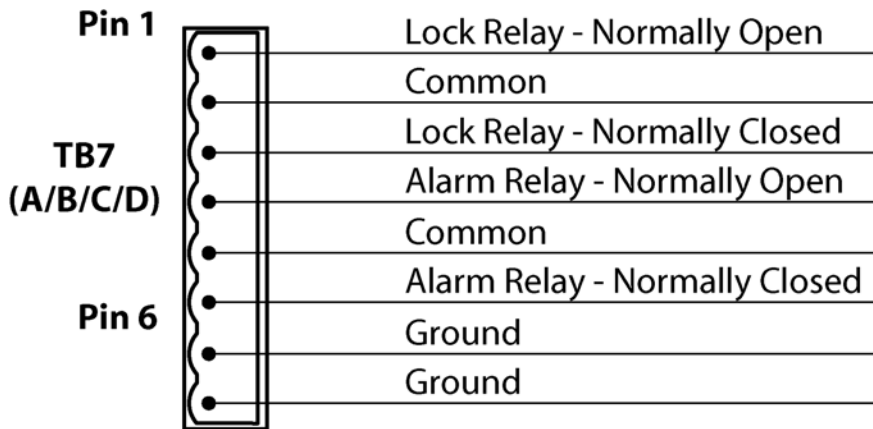 Pin 1
Lock Relay - Normally Open
Common
Lock Relay - Normally Closed
TB7
(A/B/C/D)
Alarm Relay - Normally Open
Common
Alarm Relay - Normally Closed
Pin 6
Ground
Ground